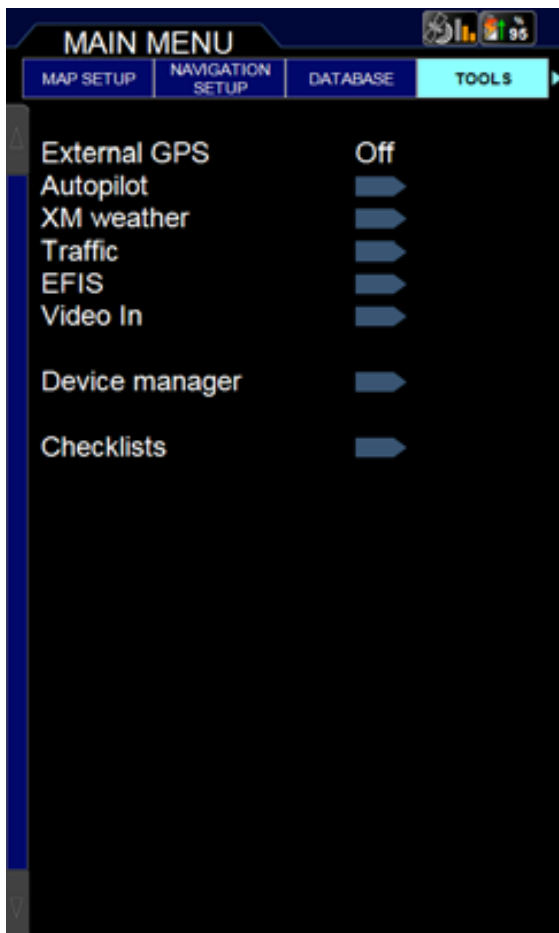 MAIN MENU
%
95
MAP SETUP
NAVIGATION
SETUP
DATABASE
TOOLS
External GPS Off
Autopilot
XM weather
Traffic
EFIS
Video In
Device manager
Checklists